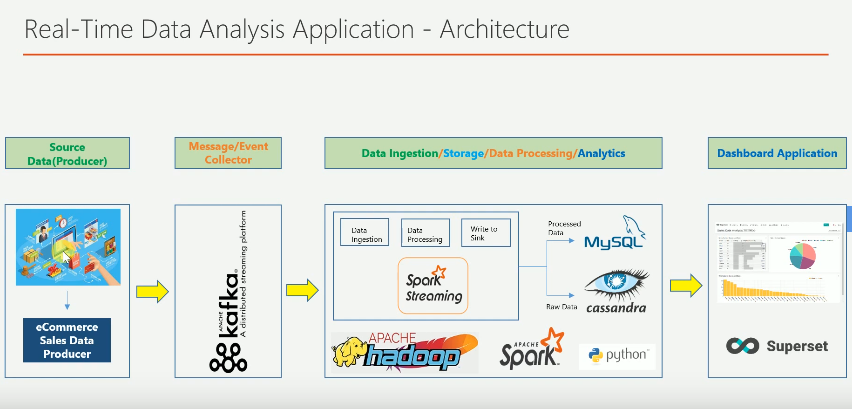 Real-Time Data Analysis Application - Architecture
Source
Data(Producer)
Message/Event
Collector
Data Ingestion/Storage/Data Processing/Analytics
Dashboard Application
eCommerce
Sales Data
Producer
APACHE
kafka®
A distributed streaming platform
Data
Ingestion
Data
Processing
Write to
Sink
Spark
Streaming
Processed
Data
MySQL
Raw Data
cassandra
APACHE
hadoop
APACHE
Spark
python™
Superset